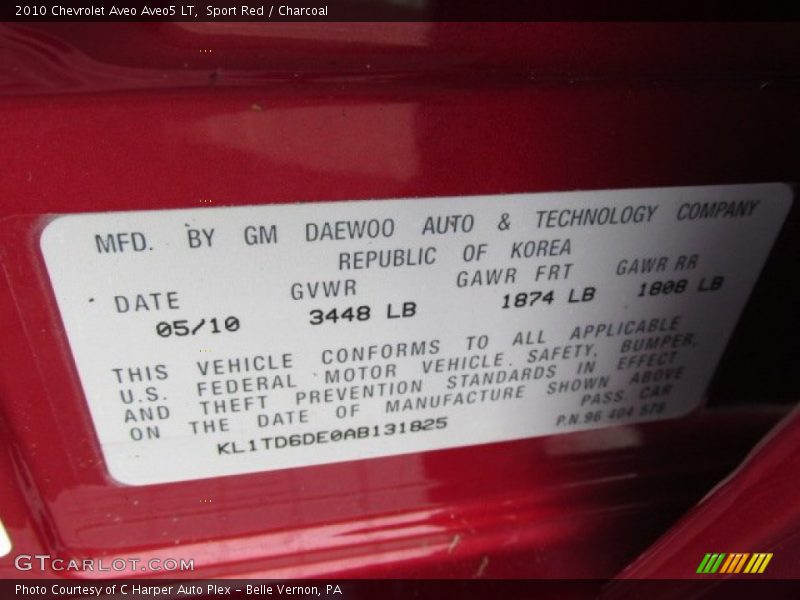 2010 Chevrolet Aveo Aveo5 LT, Sport Red / Charcoal
MFD. BY GM DAEWOO AUTO & TECHNOLOGY COMPANY
REPUBLIC OF KOREA
DATE GVWR GAWR FRT GAWR RR
05/10 3448 LB 1874 LB 1808 LB
THIS VEHICLE CONFORMS TO ALL APPLICABLE
U.S. FEDERAL MOTOR VEHICLE SAFETY, BUMPER,
AND THEFT PREVENTION STANDARDS IN EFFECT
ON THE DATE OF MANUFACTURE SHOWN ABOVE
PASS. CAR
KL1TD6DE0AB131825
P.N.96 404 578
GTCARLOT.COM
Photo Courtesy of C Harper Auto Plex - Belle Vernon, PA